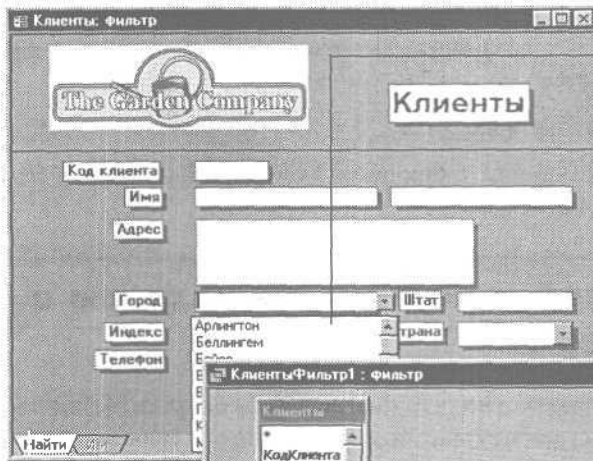 Клиенты: фильтр
The Garden Company
Клиенты
Код клиента
Имя
Адрес
Город
Штат
Арлингтон
Индекс
трана
Беллингем
Телефон
КлиентыФильтр1 : фильтр
Клиенты
*
КодКлиента
Найти